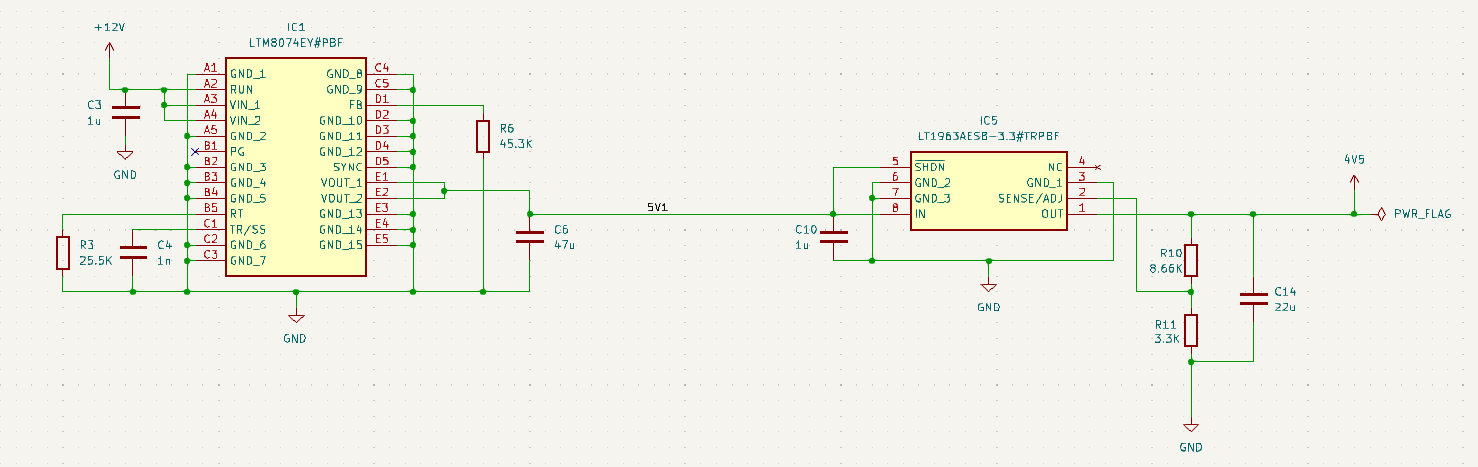 +12V
C3
1u
GND
IC1
LTM8074EY#PBF
A1 GND_1
A2 RUN
A3 VIN_1
A4 VIN_2
A5 GND_2
B1 PG
B2 GND_3
B3 GND_4
B4 GND_5
B5 RT
C1 TR/SS
C2 GND_6
C3 GND_7
GND_8 C4
GND_9 C5
FB D1
GND_10 D2
GND_11 D3
GND_12 D4
SYNC D5
VOUT_1 E1
VOUT_2 E2
GND_13 E3
GND_14 E4
GND_15 E5
R3
25.5K
C4
1n
GND
R6
45.3K
C6
47u
5V1
C10
1u
IC5
LT1963AESB-3.3#TRPBF
5 SHDN
6 GND_2
7 GND_3
8 IN
NC 4
GND_1 3
SENSE/ADJ 2
OUT 1
GND
R10
8.66K
R11
3.3K
C14
22u
GND
4V5
PWR_FLAG